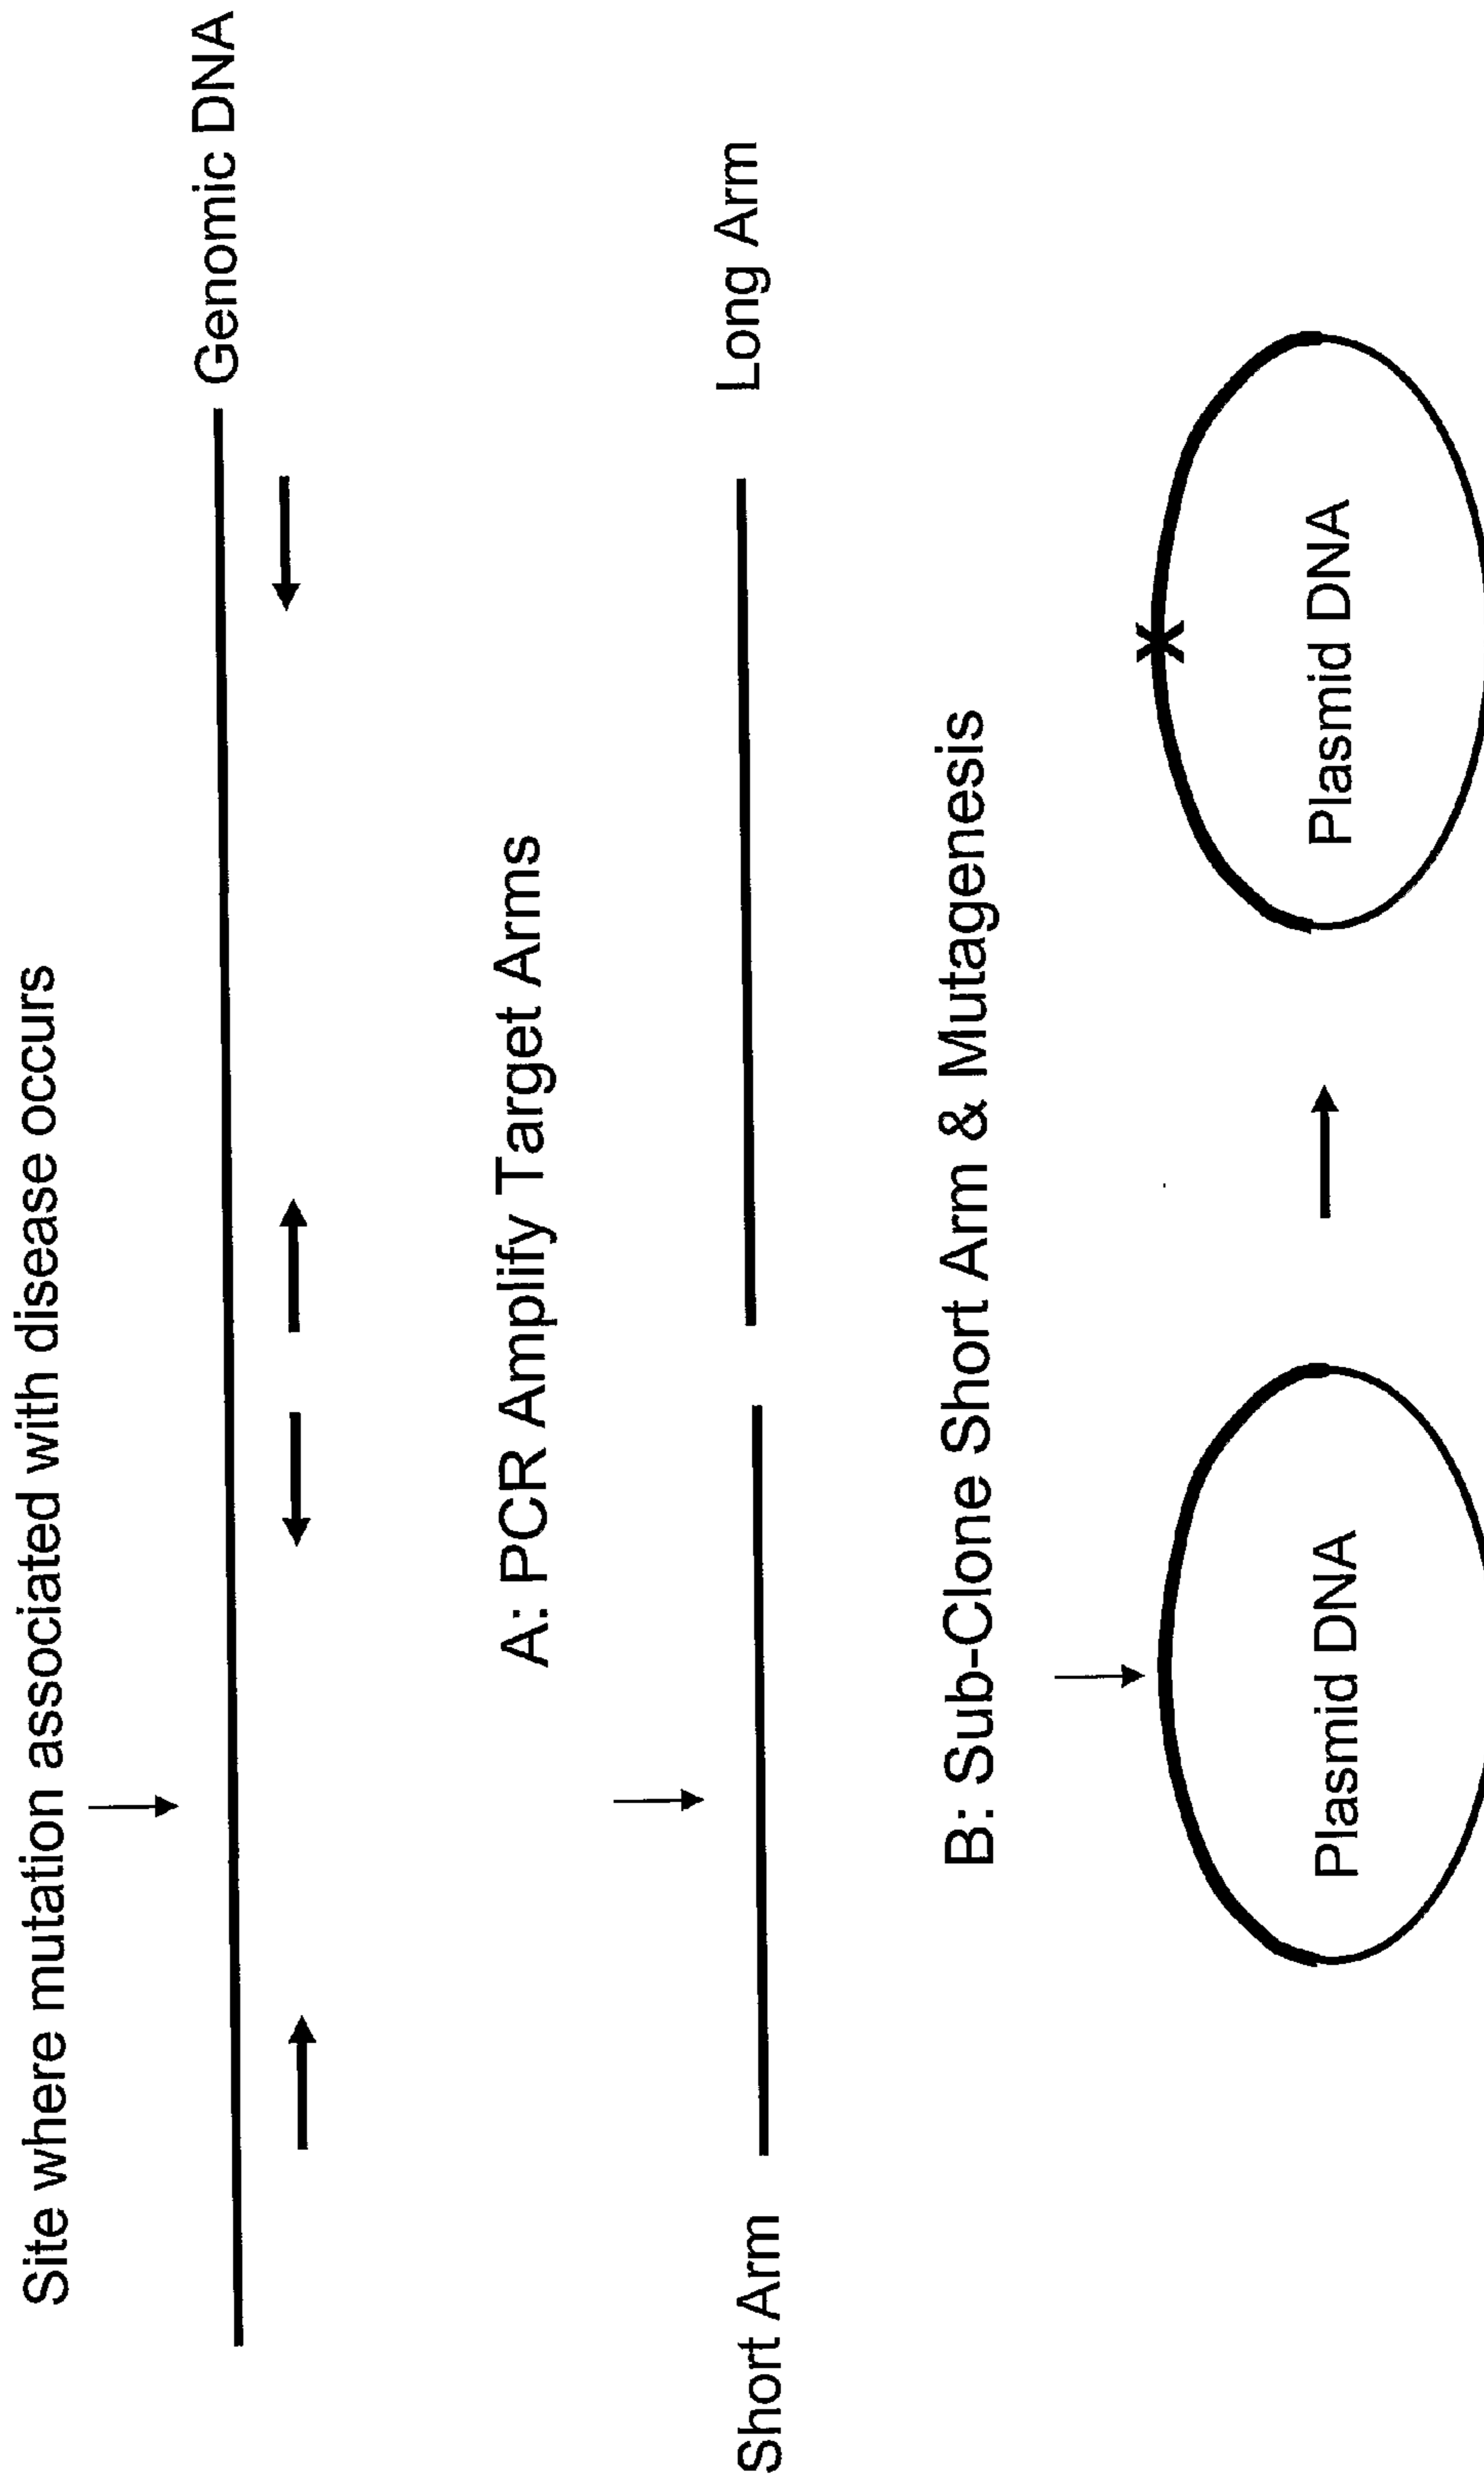 Site where mutation associated with disease occurs
Genomic DNA
A: PCR Amplify Target Arms
Short Arm
Long Arm
B: Sub-Clone Short Arm & Mutagenesis
Plasmid DNA
X
Plasmid DNA